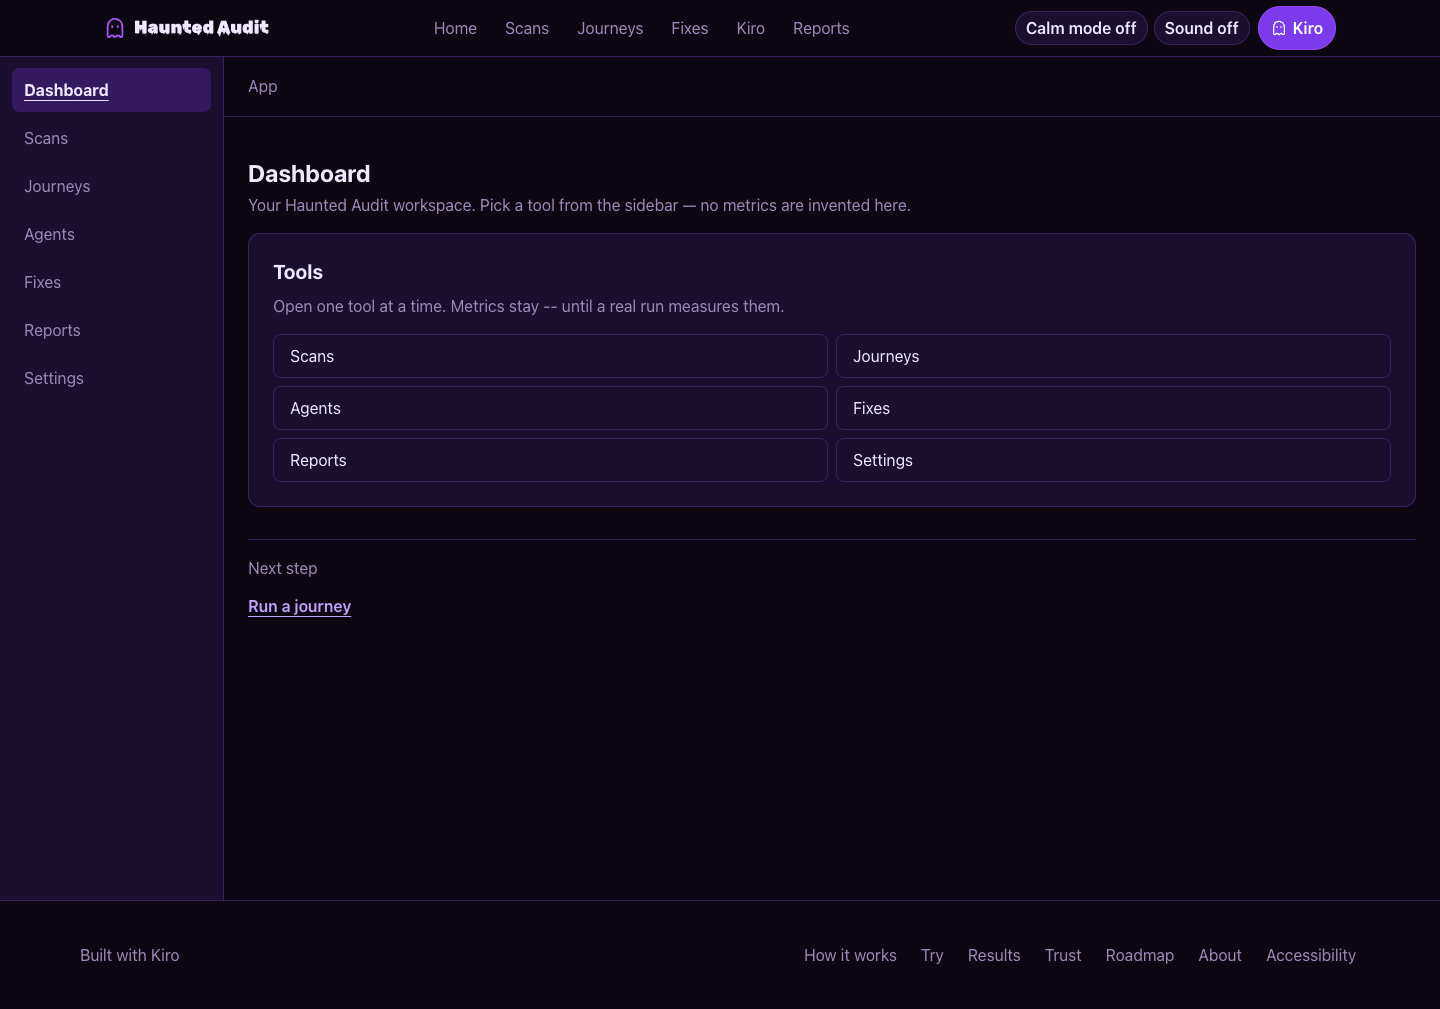 Haunted Audit
Home Scans Journeys Fixes Kiro Reports
Calm mode off Sound off Kiro
Dashboard
Scans
Journeys
Agents
Fixes
Reports
Settings
App
Dashboard
Your Haunted Audit workspace. Pick a tool from the sidebar — no metrics are invented here.
Tools
Open one tool at a time. Metrics stay -- until a real run measures them.
Scans Journeys
Agents Fixes
Reports Settings
Next step
Run a journey
Built with Kiro
How it works Try Results Trust Roadmap About Accessibility